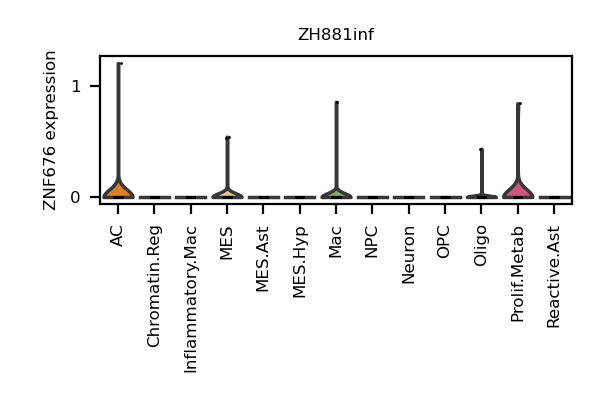 ZH881inf
ZNF676 expression
1
0
AC
Chromatin.Reg
Inflammatory.Mac
MES
MES.Ast
MES.Hyp
Mac
NPC
Neuron
OPC
Oligo
Prolif.Metab
Reactive.Ast